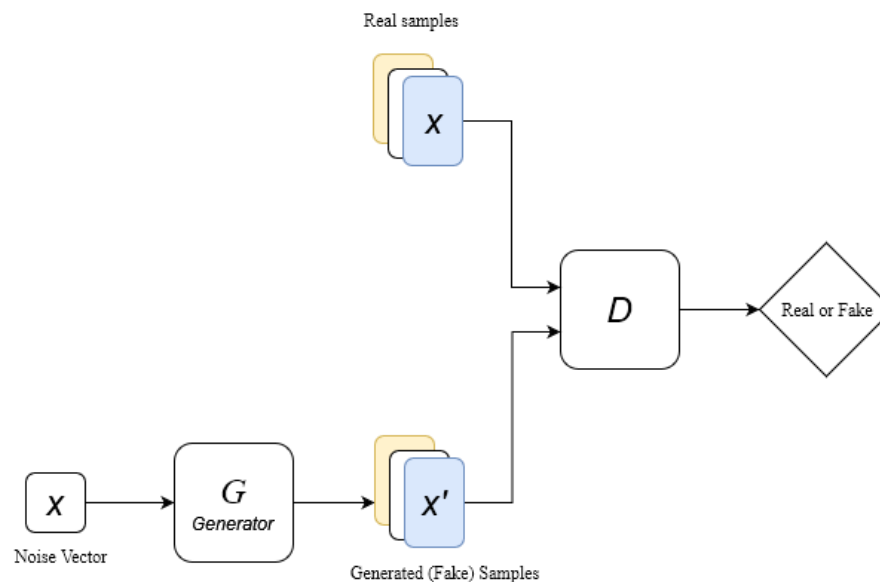 Real samples
x
D
Real or Fake
x
Noise Vector
G
Generator
x'
Generated (Fake) Samples